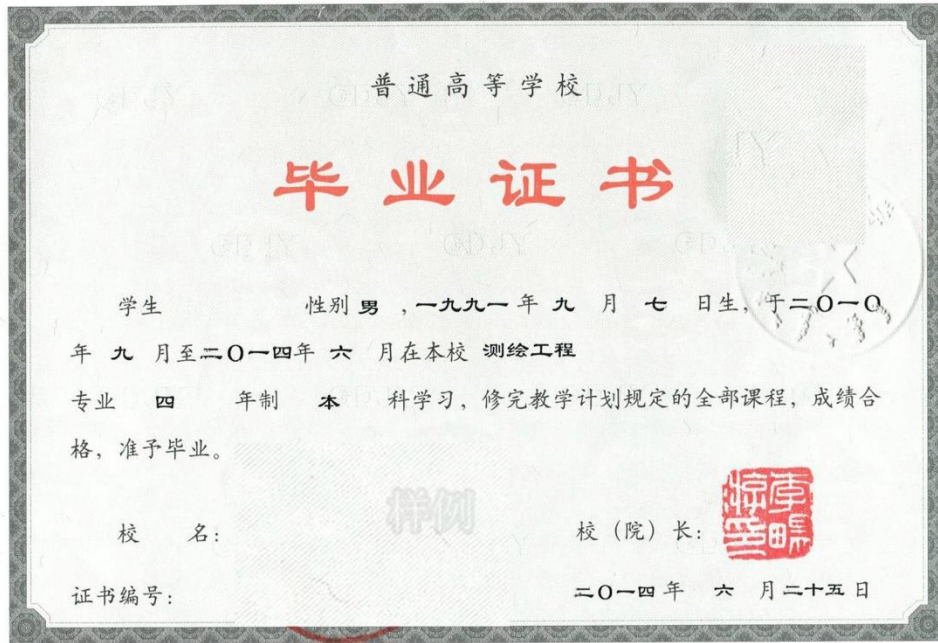 普通高等学校
毕业证书
学生 性别 男 ，一九九一 年 九 月 七 日生，于二O一O
年 九 月至二O一四年 六 月在本校 测绘工程
专业 四 年制 本 科学习，修完教学计划规定的全部课程，成绩合
格，准予毕业。
样例
校 名： 校（院）长：
证书编号： 二O一四 年 六 月二十五 日